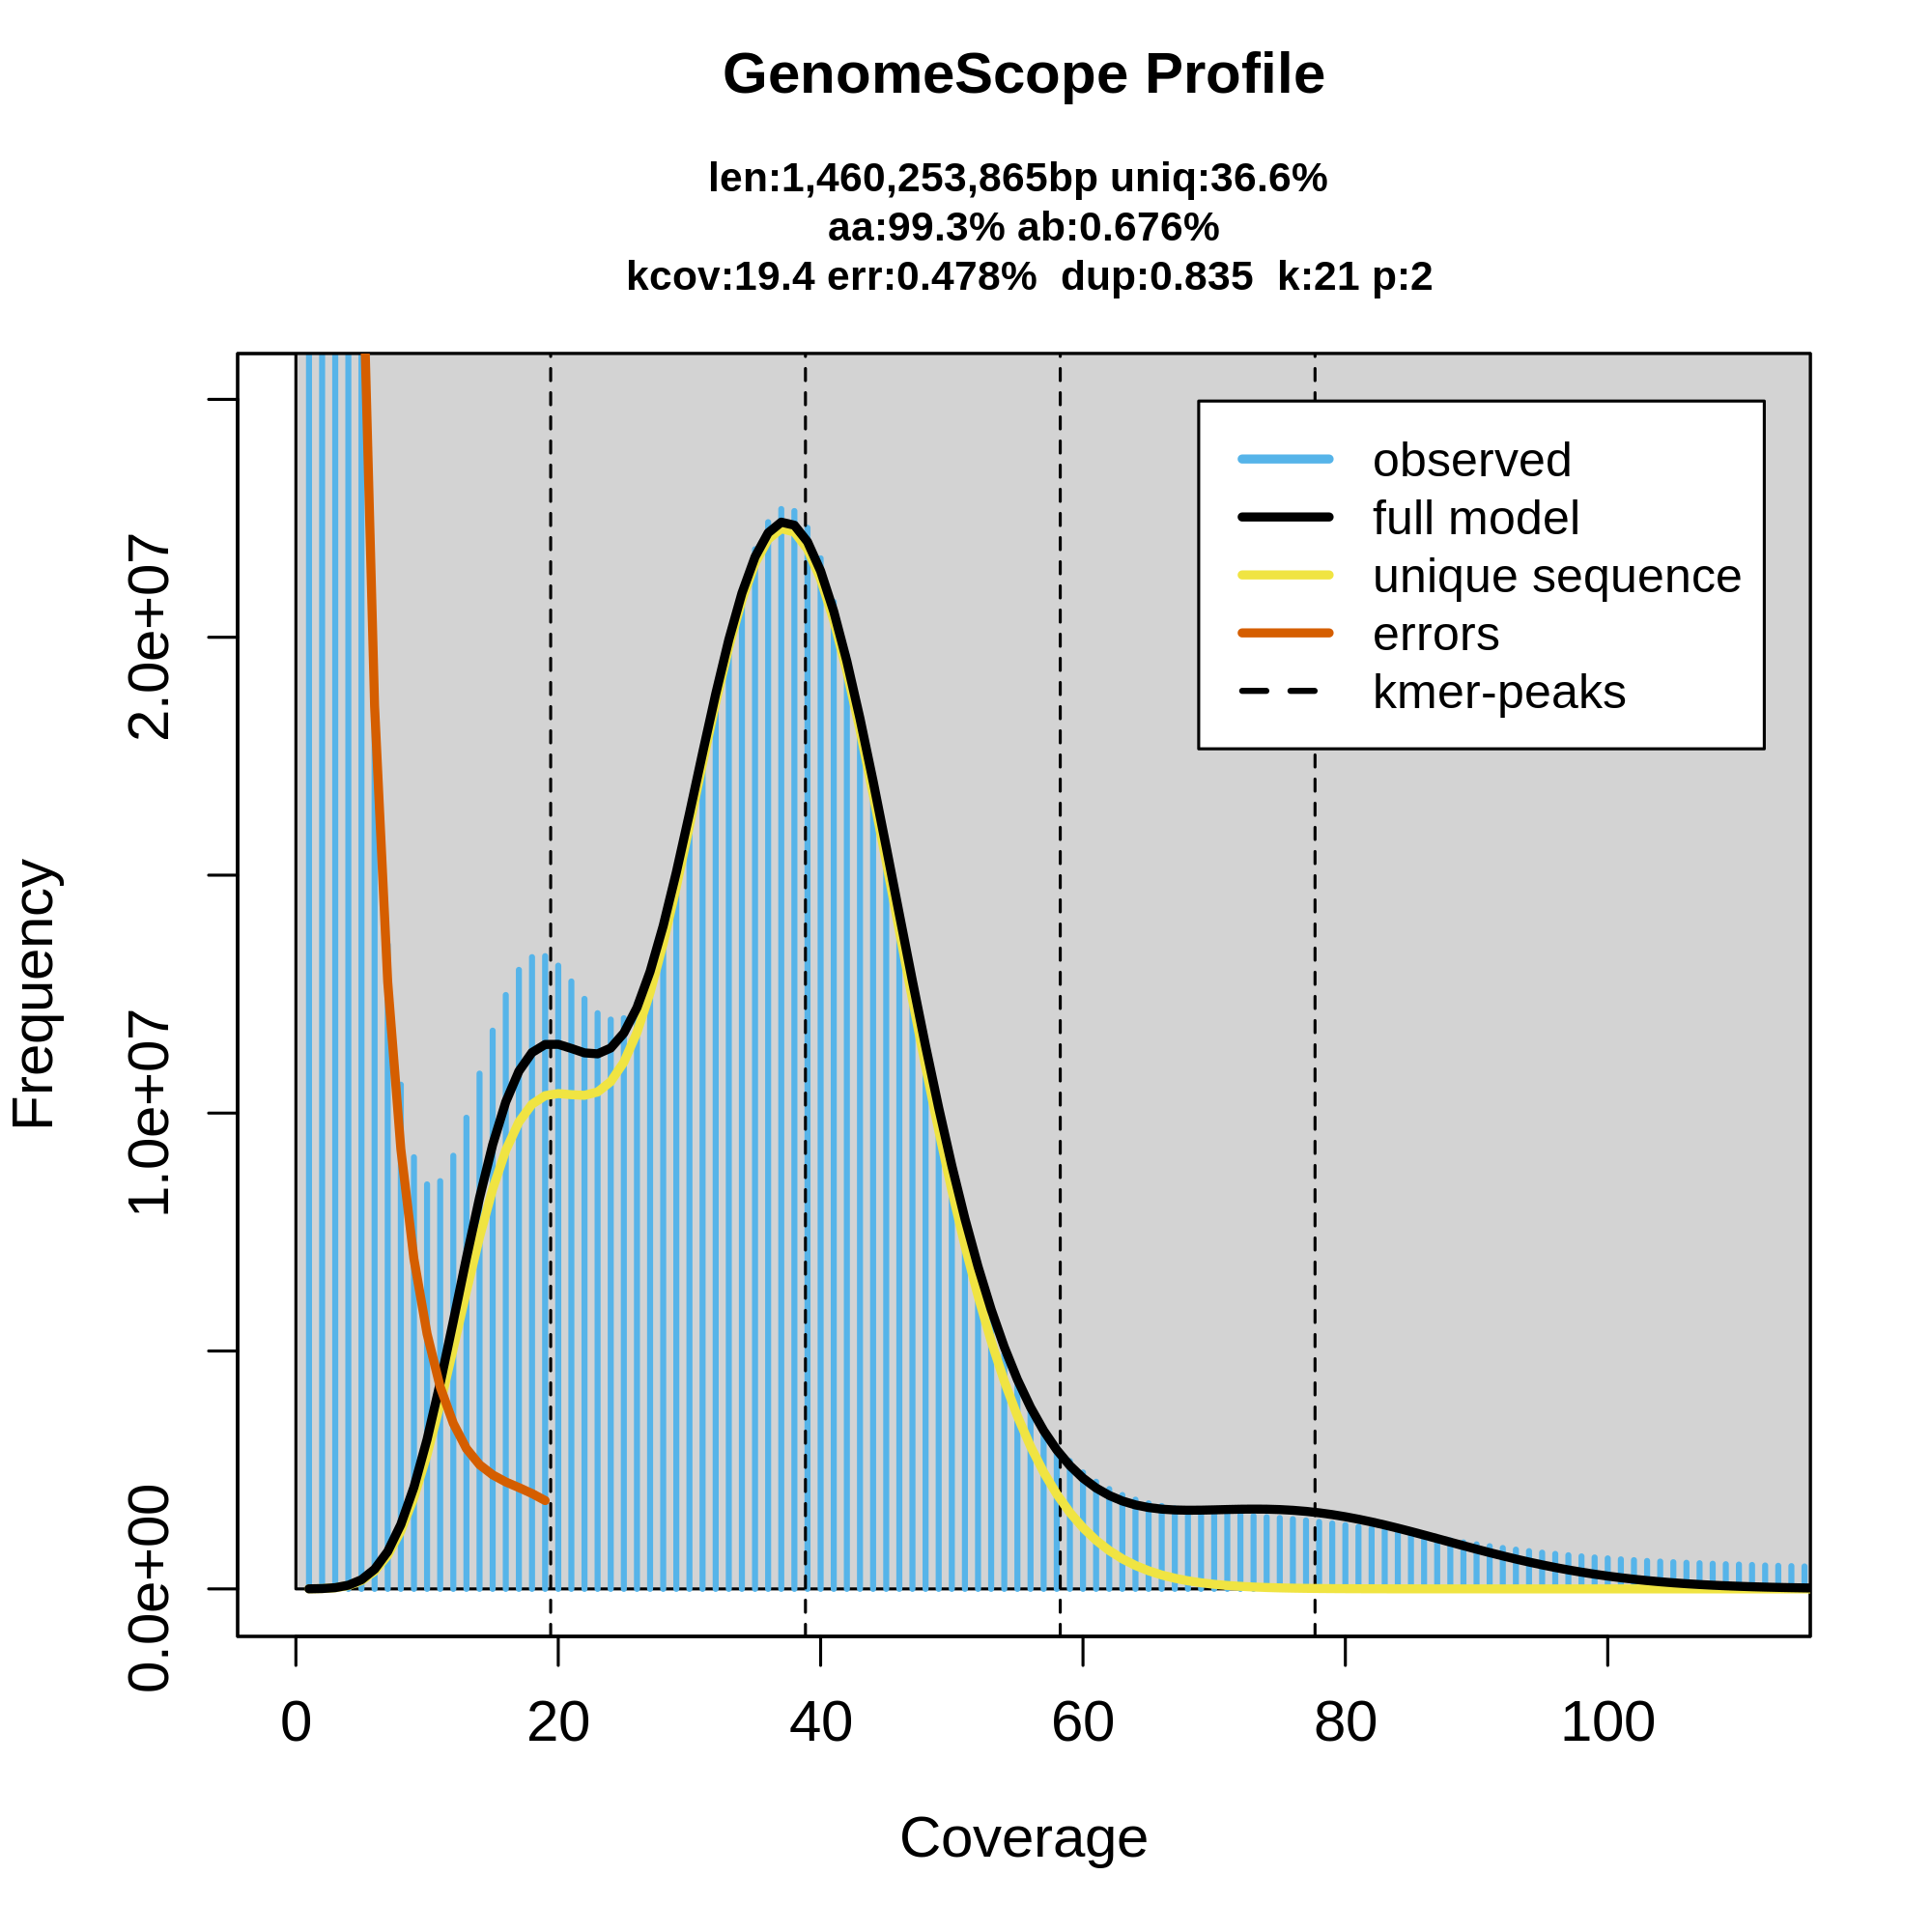 GenomeScope Profile
len:1,460,253,865bp uniq:36.6%
aa:99.3% ab:0.676%
kcov:19.4 err:0.478%  dup:0.835  k:21 p:2
observed
full model
unique sequence
errors
kmer-peaks
Frequency
2.0e+07
1.0e+07
0.0e+00
0 20 40 60 80 100
Coverage